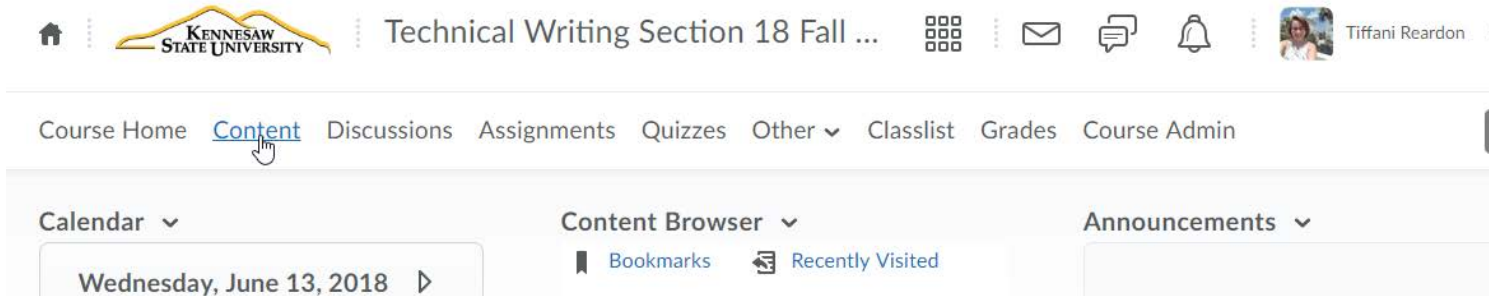 KENNESAW
STATE UNIVERSITY
Technical Writing Section 18 Fall ...
Tiffani Reardon
Course Home Content Discussions Assignments Quizzes Other Classlist Grades Course Admin
Calendar Content Browser Announcements
Bookmarks Recently Visited
Wednesday, June 13, 2018